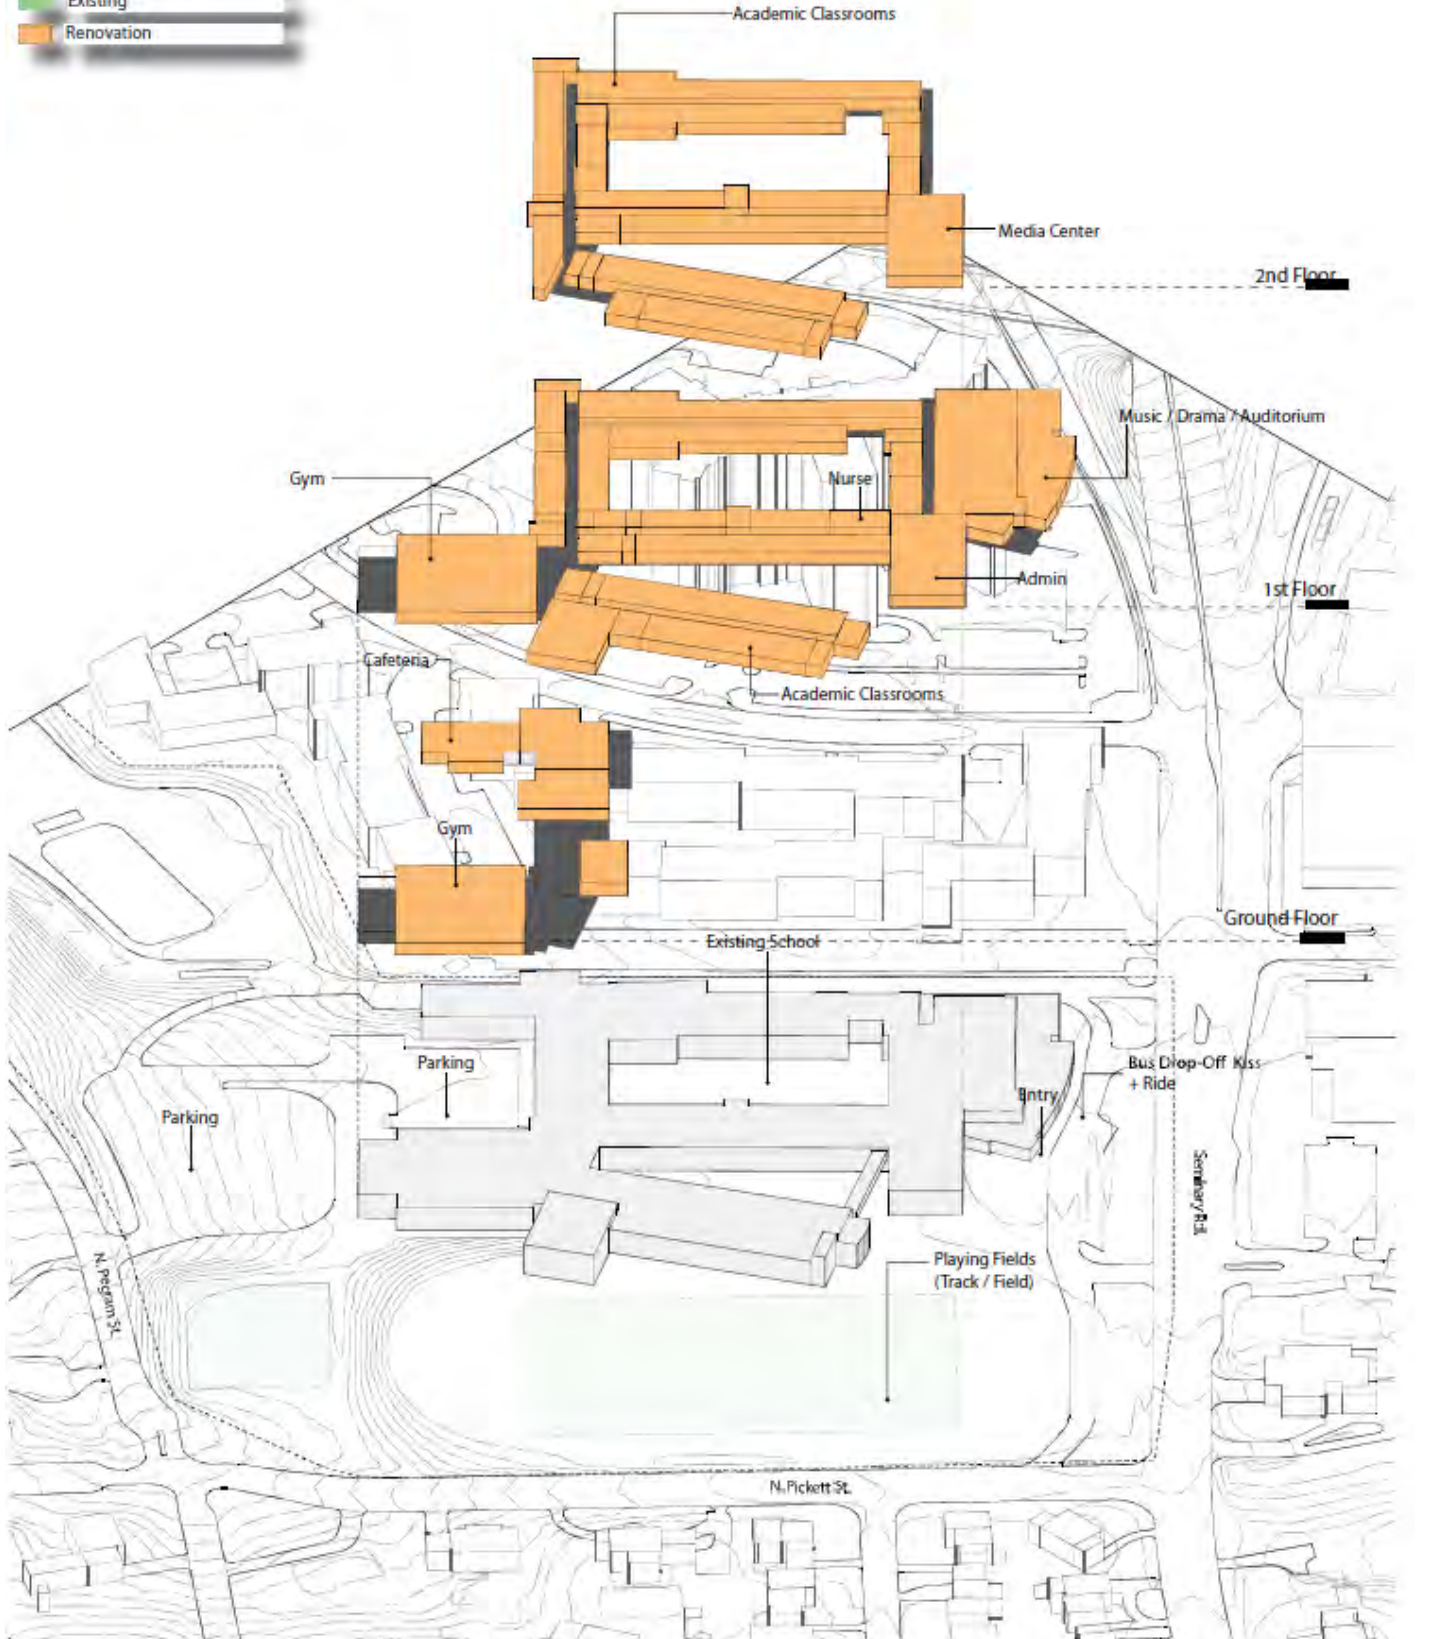 Existing
Renovation
Academic Classrooms
Media Center
2nd Floor
Music / Drama / Auditorium
Gym
Nurse
Admin
1st Floor
Cafeteria
Academic Classrooms
Gym
Ground Floor
Existing School
Parking
Bus Drop-Off Kiss
+ Ride
Entry
Parking
Seminary Rd.
Playing Fields
(Track / Field)
N. Pegram St.
N. Pickett St.